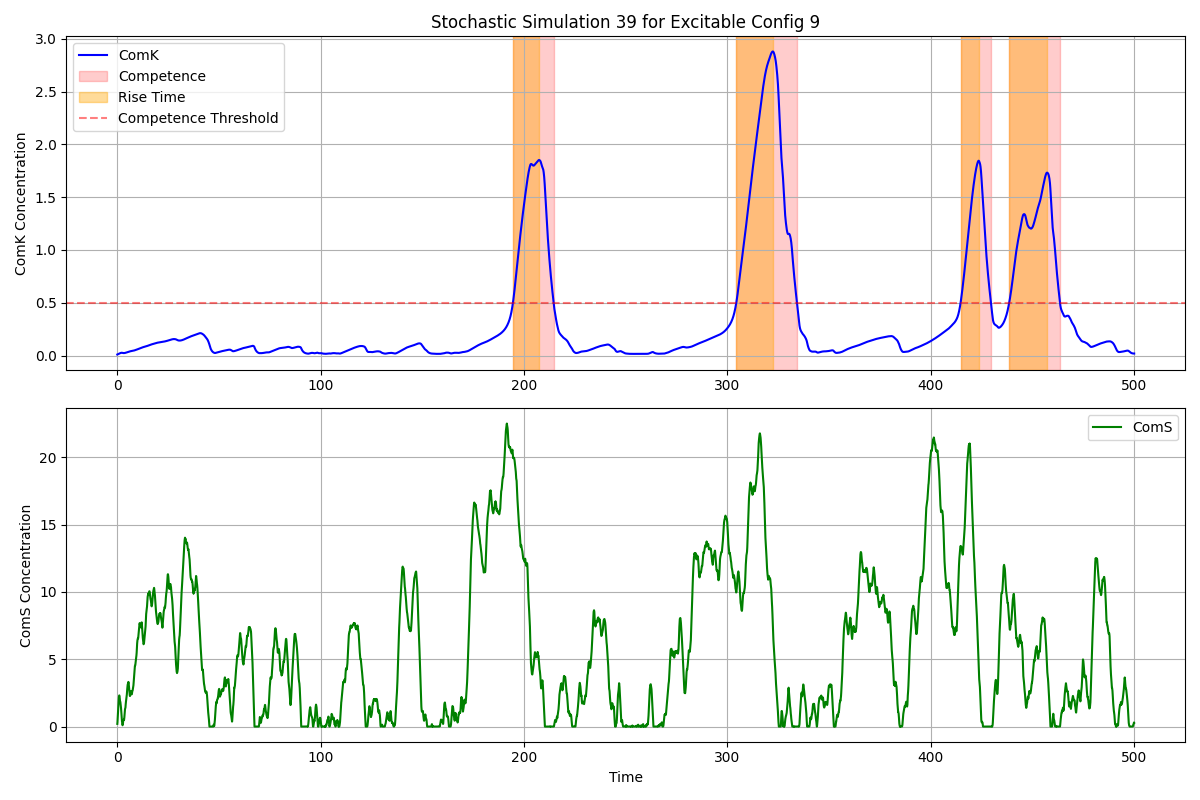 Stochastic Simulation 39 for Excitable Config 9
ComK Concentration
3.0
2.5
2.0
1.5
1.0
0.5
0.0
ComK
Competence
Rise Time
Competence Threshold
0 100 200 300 400 500
ComS Concentration
20
15
10
5
0
ComS
0 100 200 300 400 500
Time